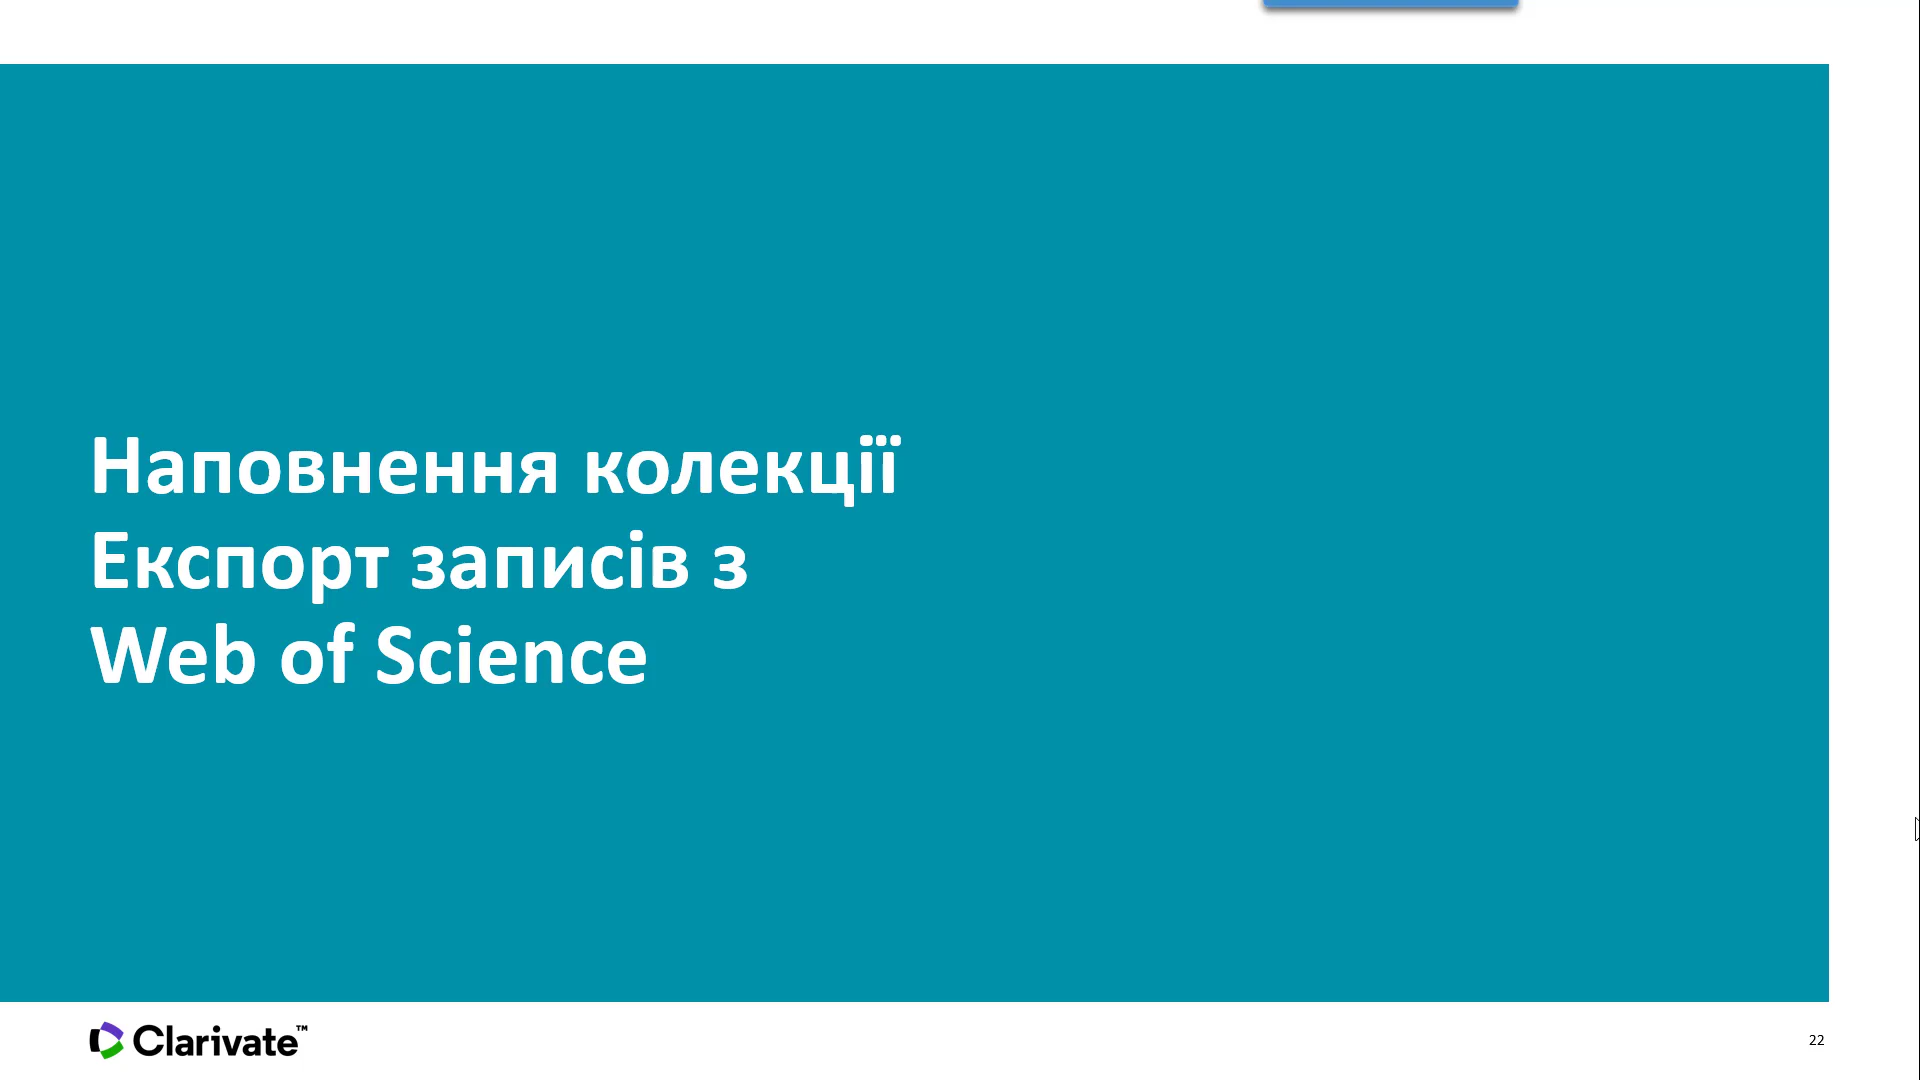 Наповнення колекції
Експорт записів з
Web of Science
Clarivate™
22